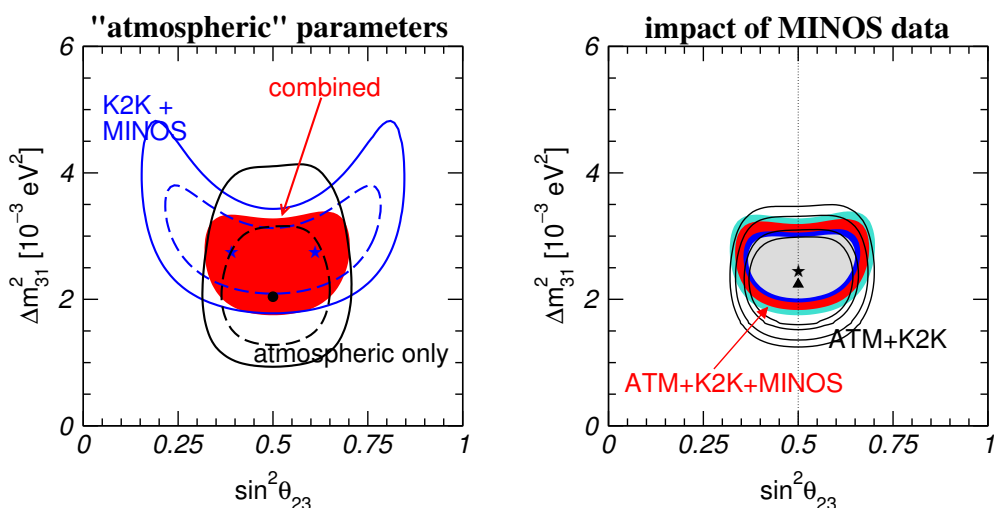 "atmospheric" parameters
6
4
2
0
Δm²₃₁ [10⁻³ eV²]
K2K +
MINOS
combined
atmospheric only
0
0.25
0.5
0.75
1
sin²θ₂₃
impact of MINOS data
6
4
2
0
Δm²₃₁ [10⁻³ eV²]
ATM+K2K
ATM+K2K+MINOS
0
0.25
0.5
0.75
1
sin²θ₂₃